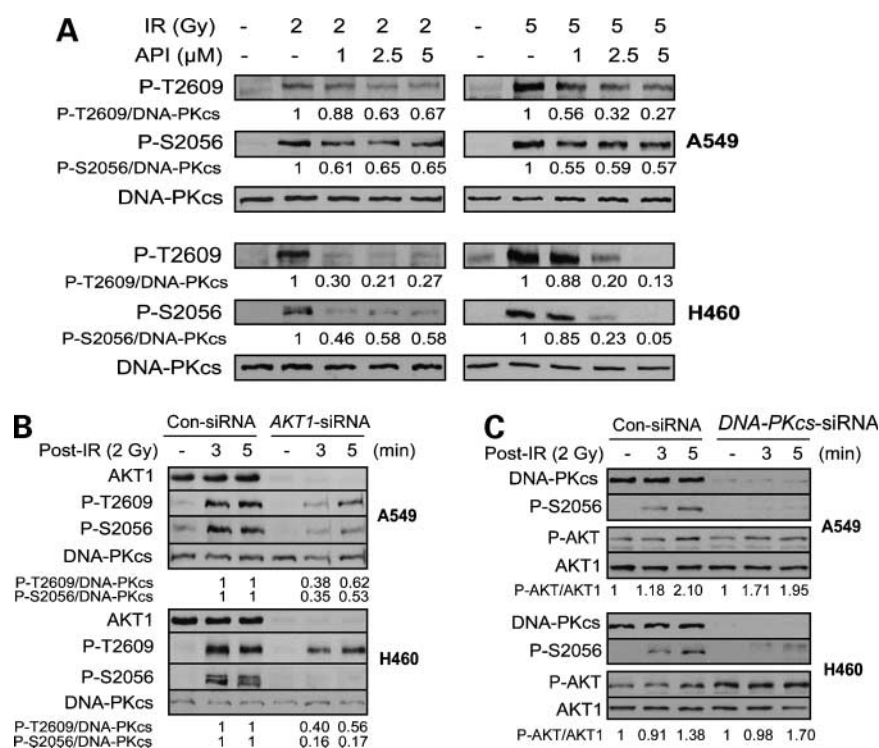 A
IR (Gy) - 2 2 2 2 - 5 5 5 5
API (µM) - - 1 2.5 5 - - 1 2.5 5
P-T2609
P-T2609/DNA-PKcs 1 0.88 0.63 0.67 1 0.56 0.32 0.27
P-S2056 A549
P-S2056/DNA-PKcs 1 0.61 0.65 0.65 1 0.55 0.59 0.57
DNA-PKcs
P-T2609
P-T2609/DNA-PKcs 1 0.30 0.21 0.27 1 0.88 0.20 0.13
P-S2056 H460
P-S2056/DNA-PKcs 1 0.46 0.58 0.58 1 0.85 0.23 0.05
DNA-PKcs
B
Con-siRNA AKT1-siRNA
Post-IR (2 Gy) - 3 5 - 3 5 (min)
AKT1
P-T2609
A549
P-S2056
DNA-PKcs
P-T2609/DNA-PKcs 1 1 0.38 0.62
P-S2056/DNA-PKcs 1 1 0.35 0.53
AKT1
P-T2609
H460
P-S2056
DNA-PKcs
P-T2609/DNA-PKcs 1 1 0.40 0.56
P-S2056/DNA-PKcs 1 1 0.16 0.17
C
Con-siRNA DNA-PKcs-siRNA
Post-IR (2 Gy) - 3 5 - 3 5 (min)
DNA-PKcs
P-S2056
A549
P-AKT
AKT1
P-AKT/AKT1 1 1.18 2.10 1 1.71 1.95
DNA-PKcs
P-S2056
H460
P-AKT
AKT1
P-AKT/AKT1 1 0.91 1.38 1 0.98 1.70